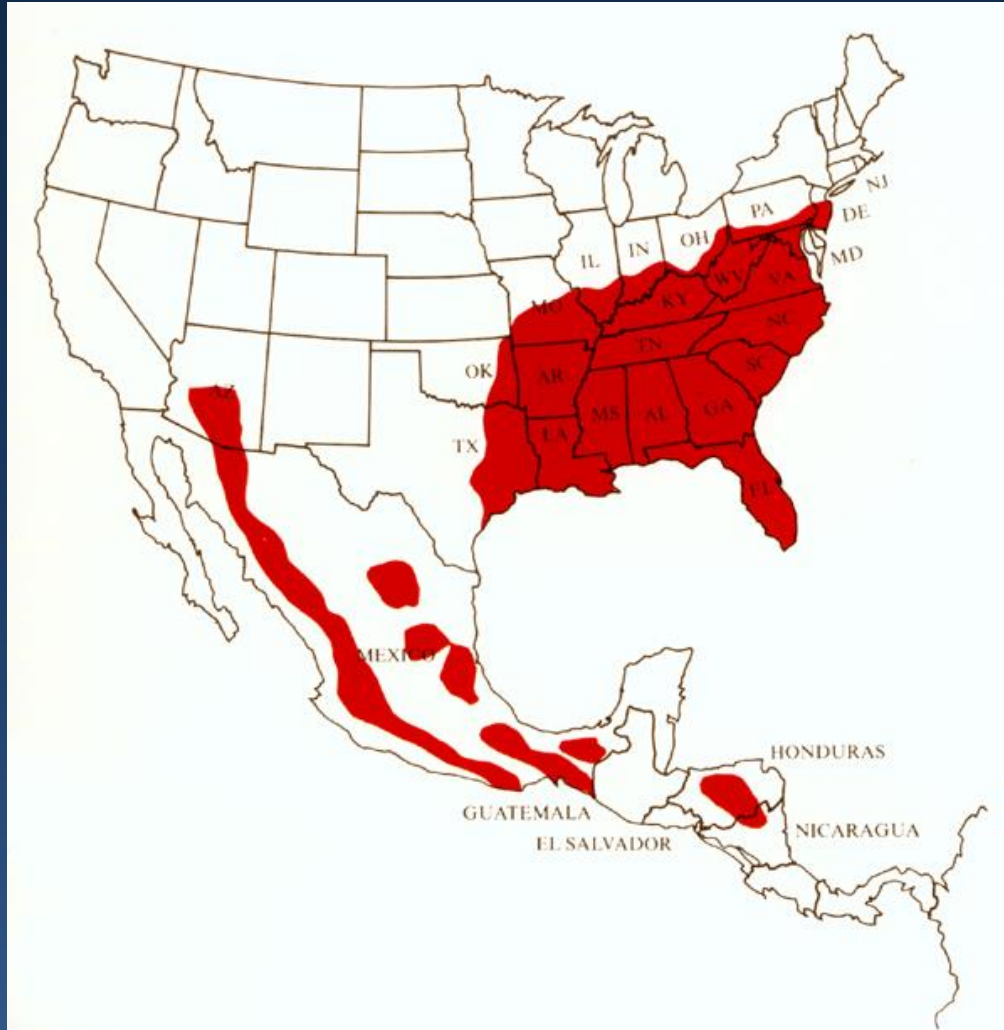 NJ
PA
DE
OH
IN
IL
MD
WV
VA
MO
KY
NC
TN
OK
AR
SC
AZ
MS
AL
GA
LA
TX
FL
MEXICO
HONDURAS
GUATEMALA
NICARAGUA
EL SALVADOR